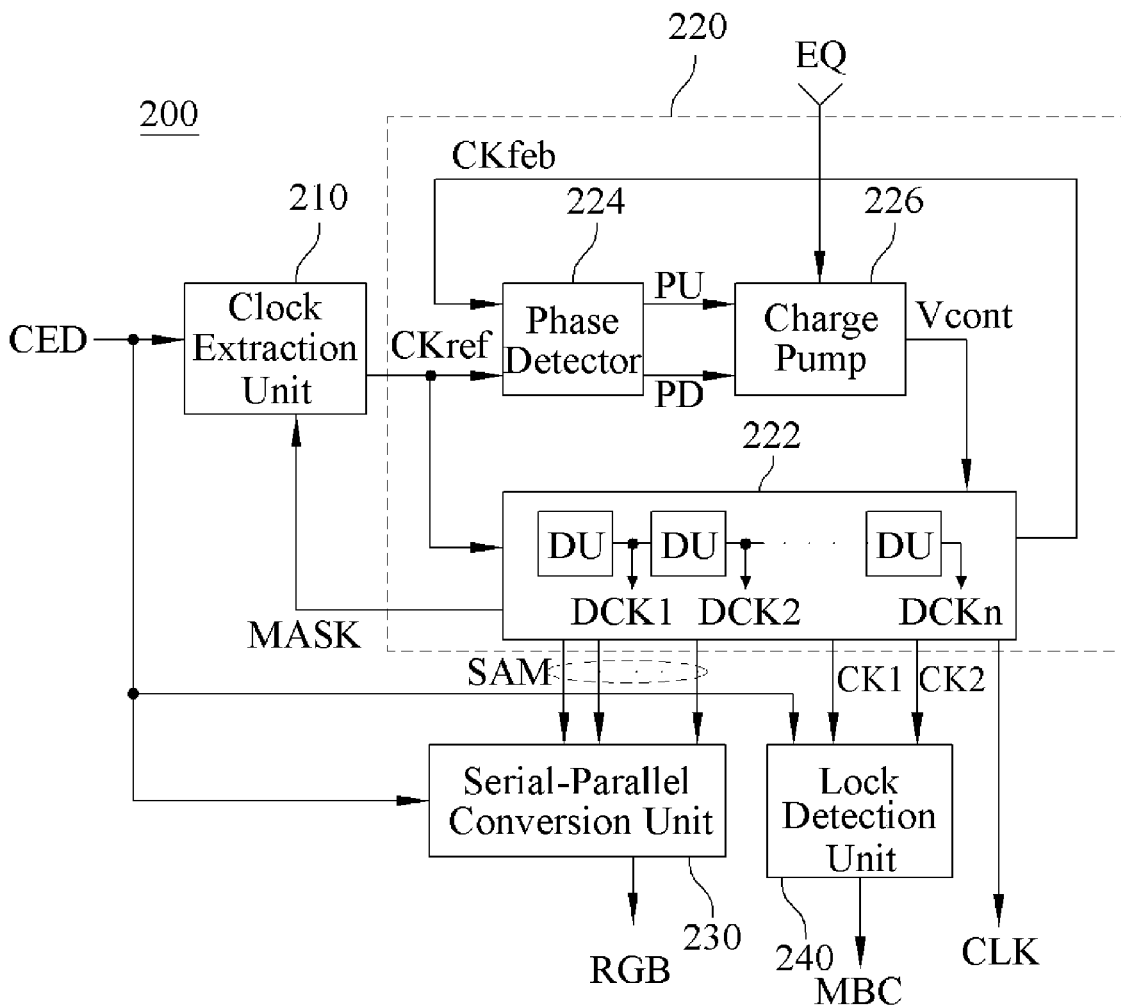 220
EQ
200
CKfeb
210
224
226
Clock
Extraction
Unit
CED
CKref
Phase
Detector
PU
PD
Charge
Pump
Vcont
222
DU
DU
DU
DCK1
DCK2
DCKn
MASK
SAM
CK1
CK2
Serial-Parallel
Conversion Unit
Lock
Detection
Unit
230
240
RGB
MBC
CLK